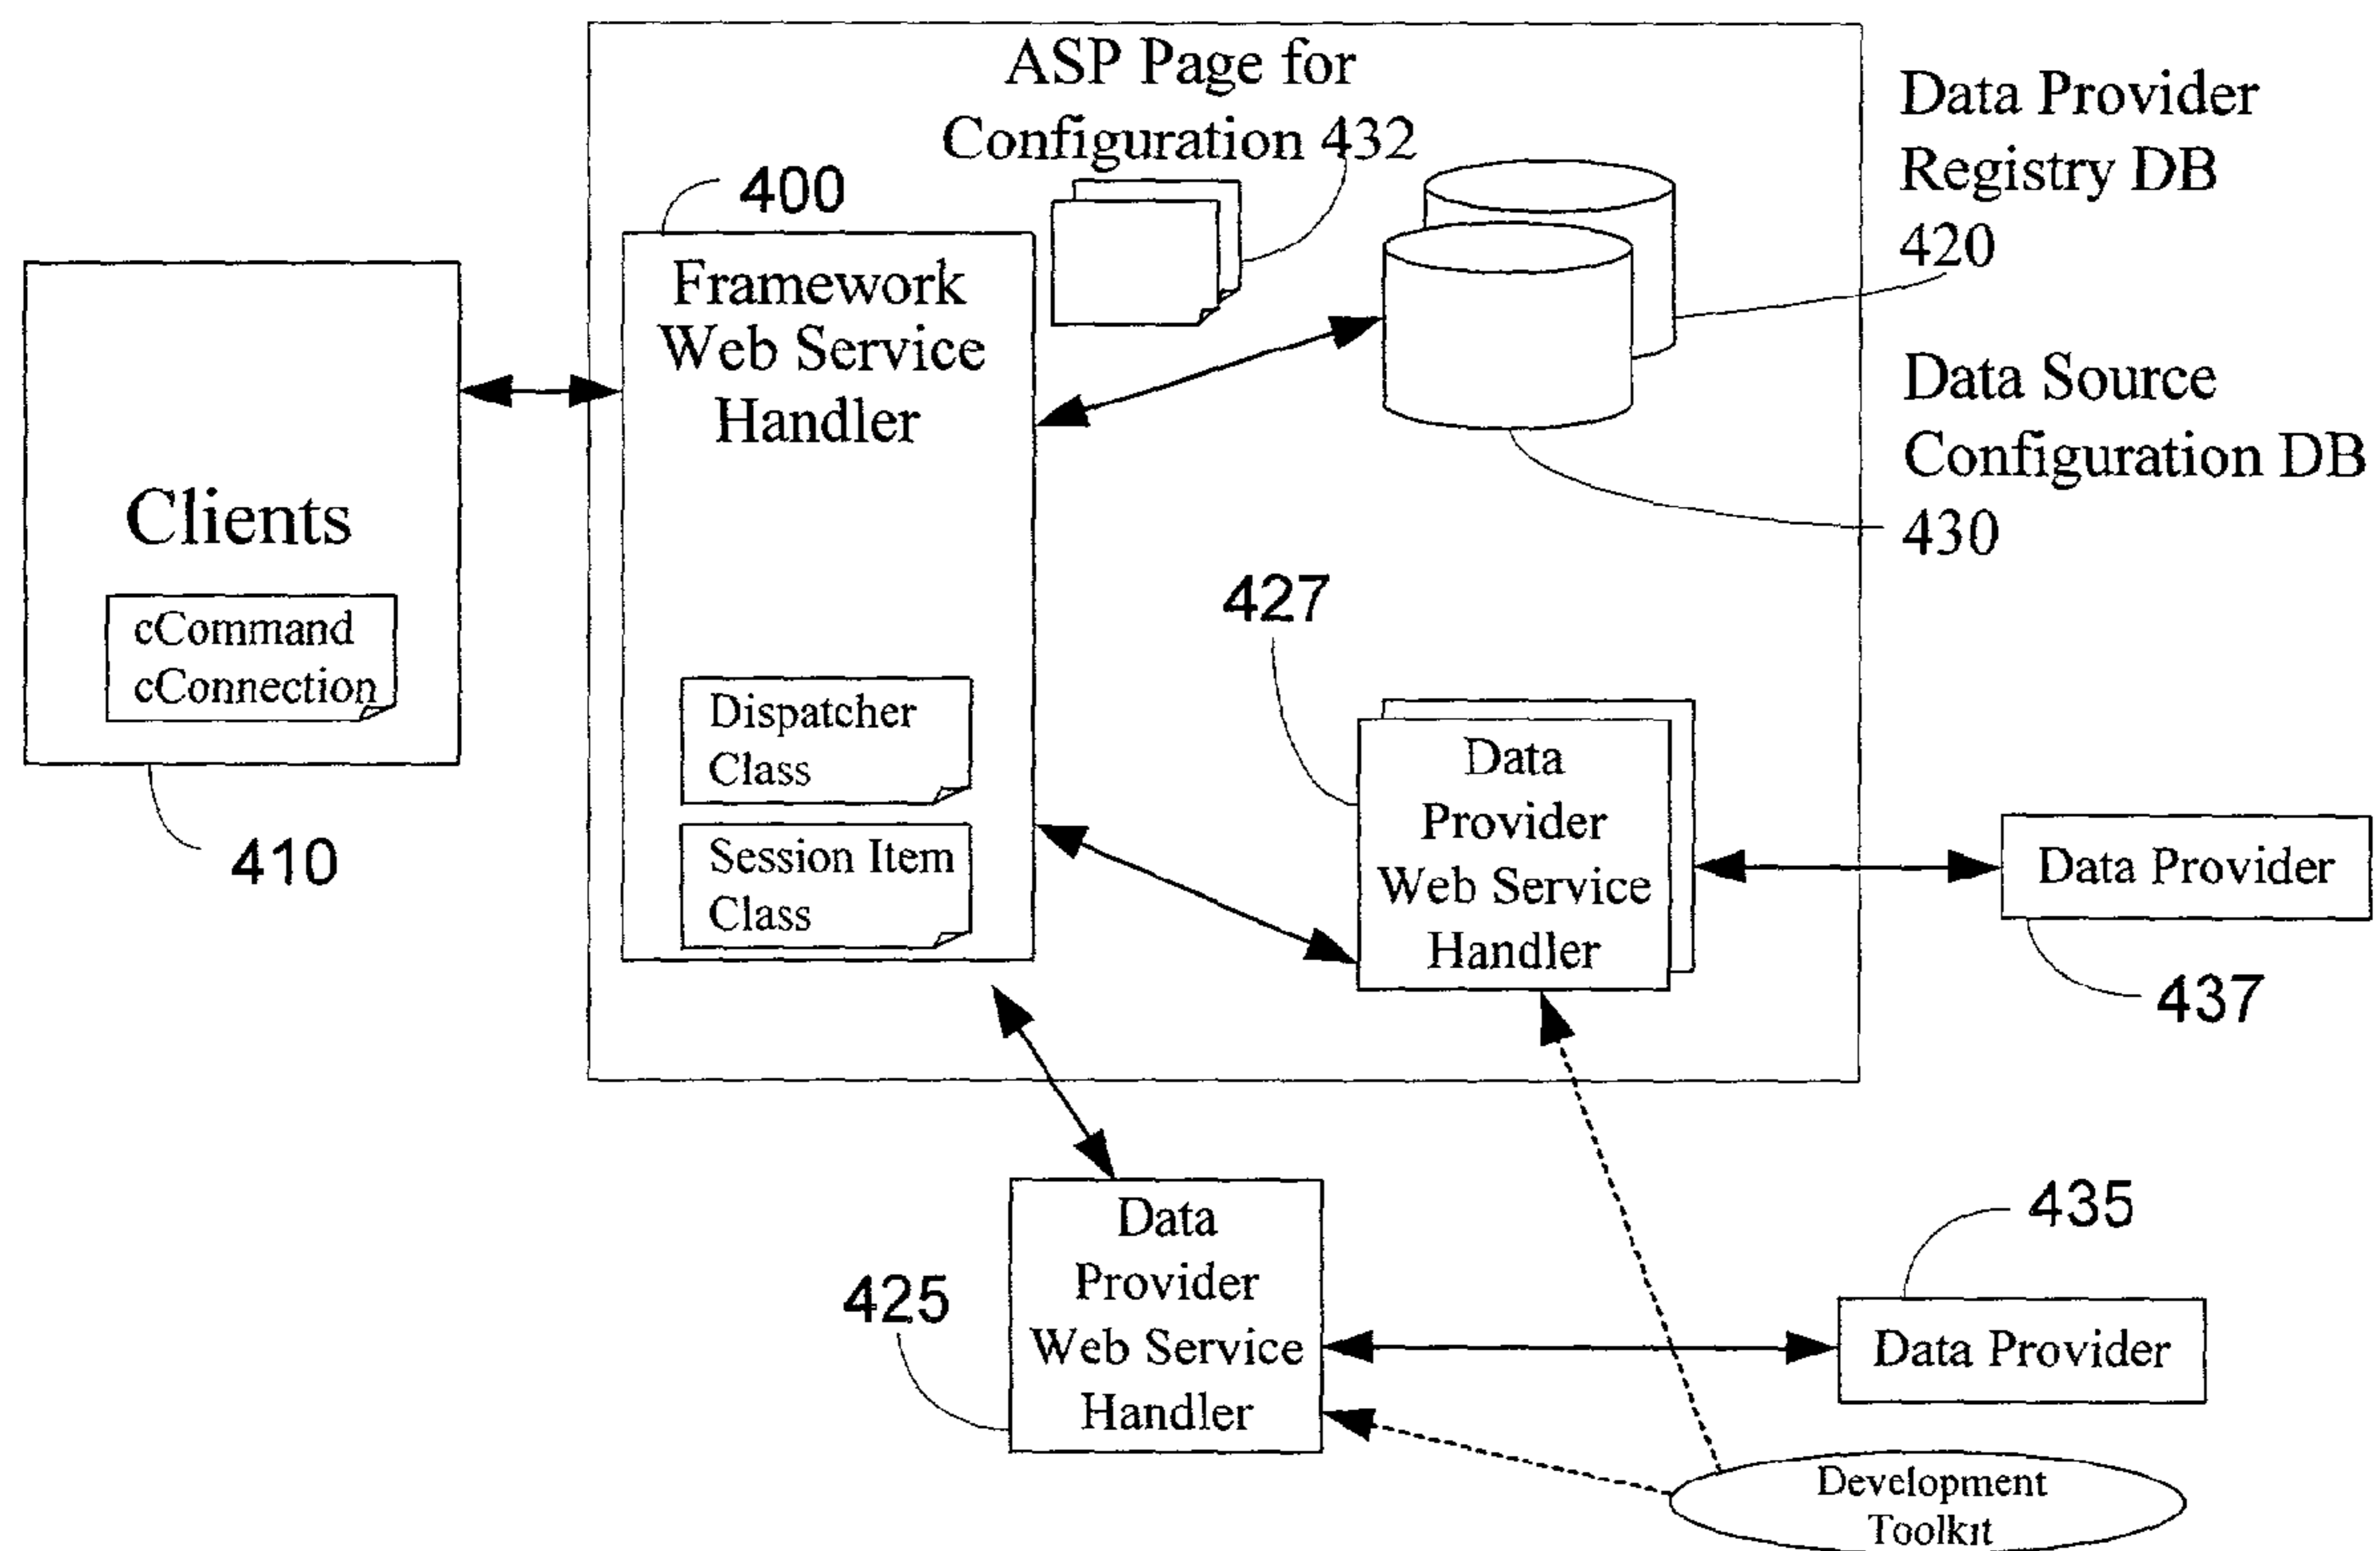 ASP Page for
Configuration 432
Data Provider
Registry DB
420
400
Framework
Web Service
Handler
Data Source
Configuration DB
430
Clients
cCommand
cConnection
410
427
Dispatcher
Class
Session Item
Class
Data
Provider
Web Service
Handler
Data Provider
437
Data
Provider
Web Service
Handler
425
435
Data Provider
Development
Toolkit